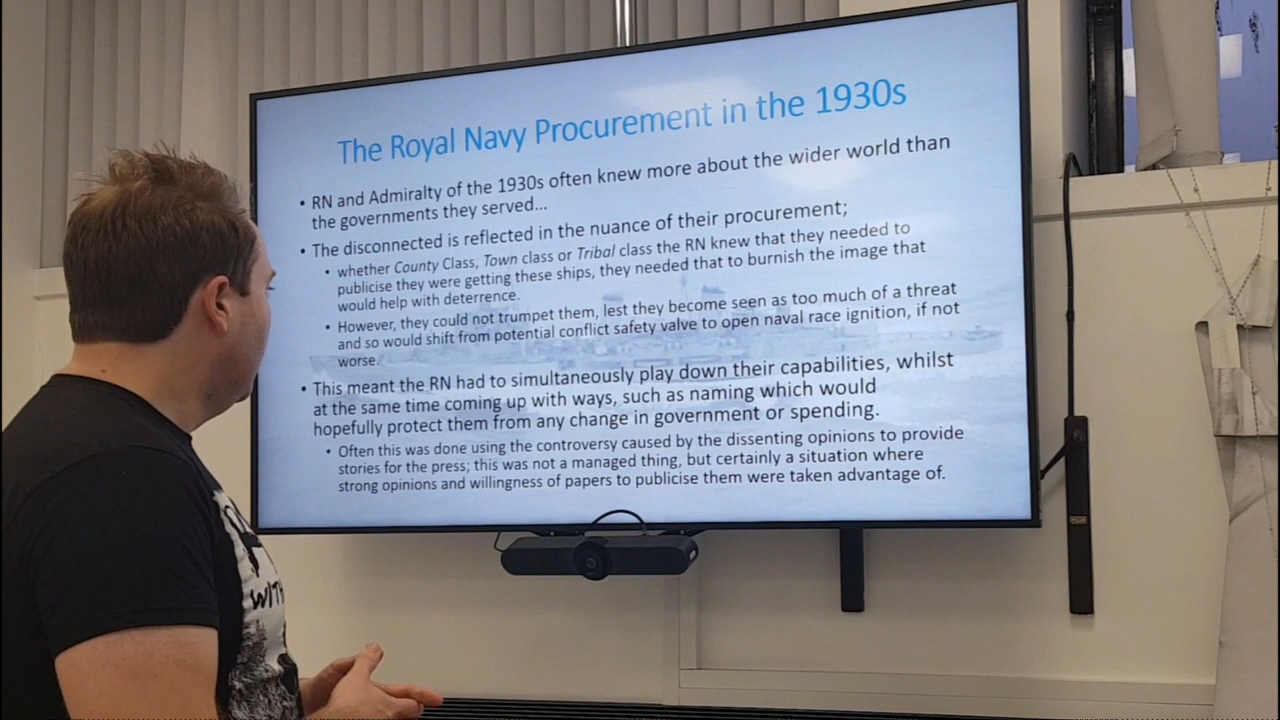 The Royal Navy Procurement in the 1930s
• RN and Admiralty of the 1930s often knew more about the wider world than
the governments they served...
• The disconnected is reflected in the nuance of their procurement;
• whether County Class, Town class or Tribal class the RN knew that they needed to
publicise they were getting these ships, they needed that to burnish the image that
would help with deterrence.
• However, they could not trumpet them, lest they become seen as too much of a threat
and so would shift from potential conflict safety valve to open naval race ignition, if not
worse.
• This meant the RN had to simultaneously play down their capabilities, whilst
at the same time coming up with ways, such as naming which would
hopefully protect them from any change in government or spending.
• Often this was done using the controversy caused by the dissenting opinions to provide
stories for the press; this was not a managed thing, but certainly a situation where
strong opinions and willingness of papers to publicise them were taken advantage of.